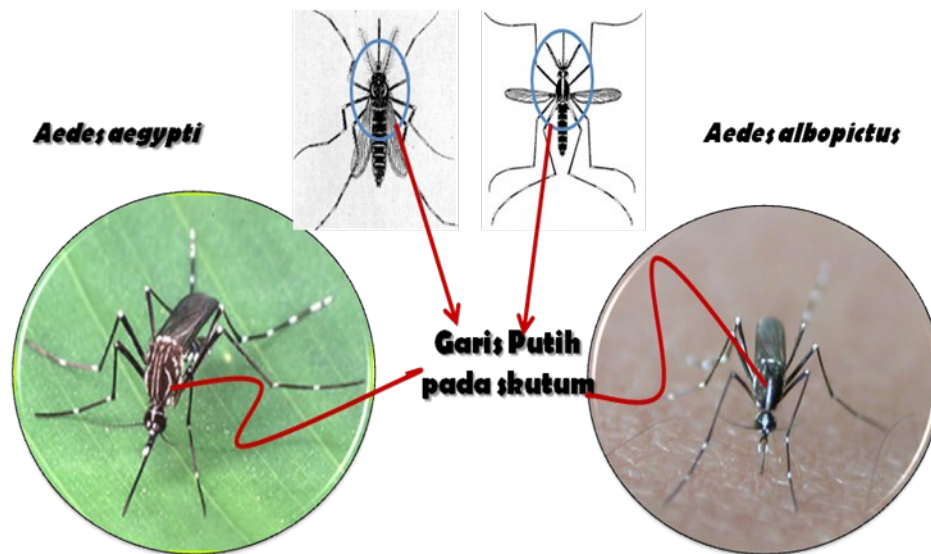 Aedes aegypti
Aedes albopictus
Garis Putih
pada skutum